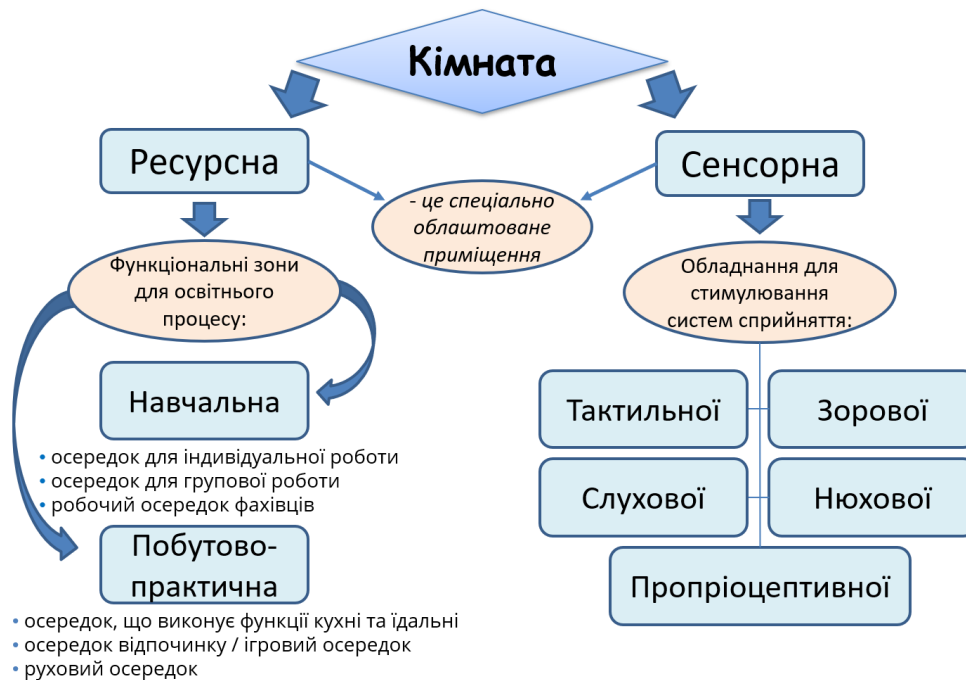 Кімната
Ресурсна
Сенсорна
- це спеціально
облаштоване
приміщення
Функціональні зони
для освітнього
процесу:
Навчальна
• осередок для індивідуальної роботи
• осередок для групової роботи
• робочий осередок фахівців
Побутово-
практична
• осередок, що виконує функції кухні та їдальні
• осередок відпочинку / ігровий осередок
• руховий осередок
Обладнання для
стимулювання
систем сприйняття:
Тактильної
Зорової
Слухової
Нюхової
Пропріоцептивної